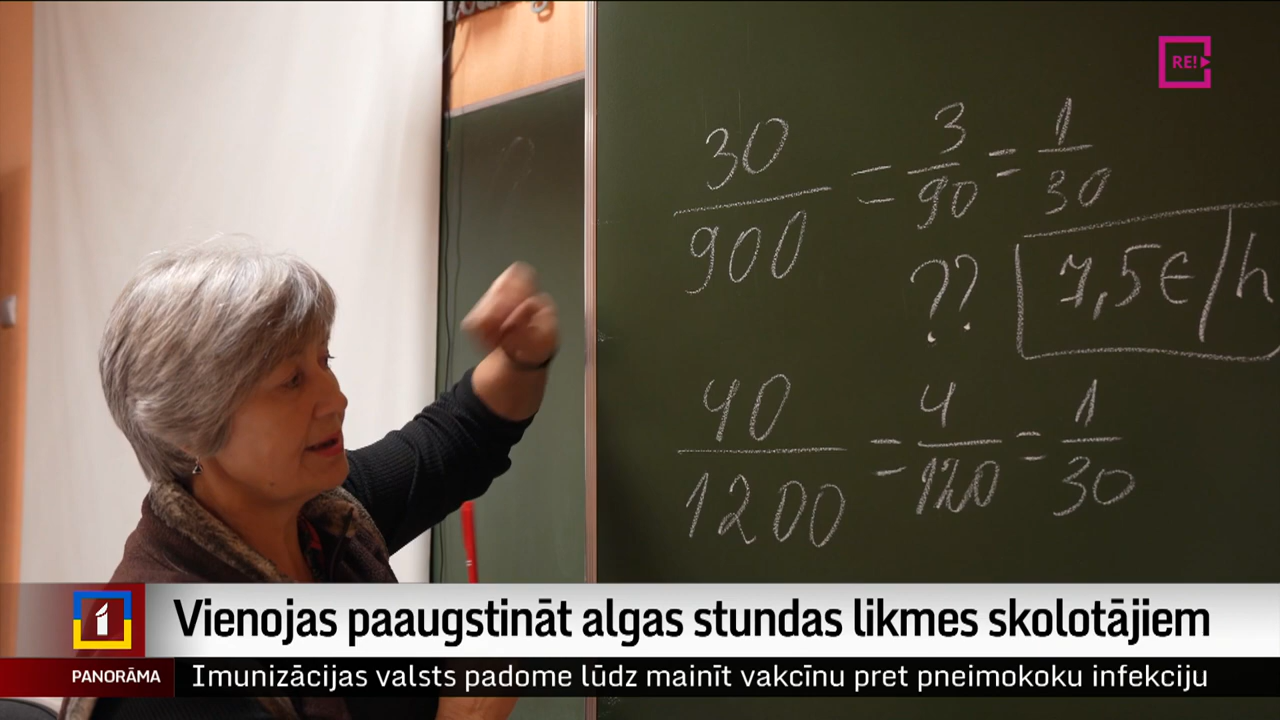 RE!
30/900 = 3/90 = 1/30
?? 7,5€/h
40/1200 = 4/120 = 1/30
1
Vienojas paaugstināt algas stundas likmes skolotājiem
PANORĀMA
Imunizācijas valsts padome lūdz mainīt vakcīnu pret pneimokoku infekciju